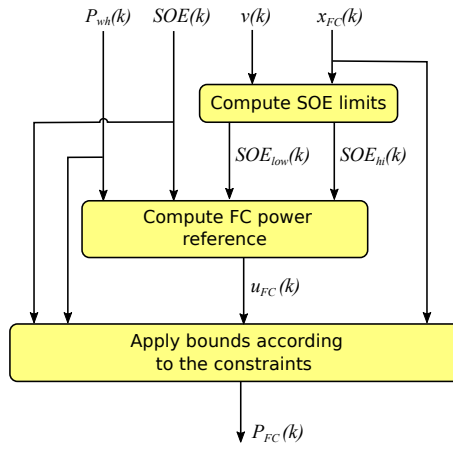 P_wh(k) SOE(k) v(k) x_FC(k)
Compute SOE limits
SOE_low(k) SOE_hi(k)
Compute FC power
reference
u_FC(k)
Apply bounds according
to the constraints
P_FC(k)